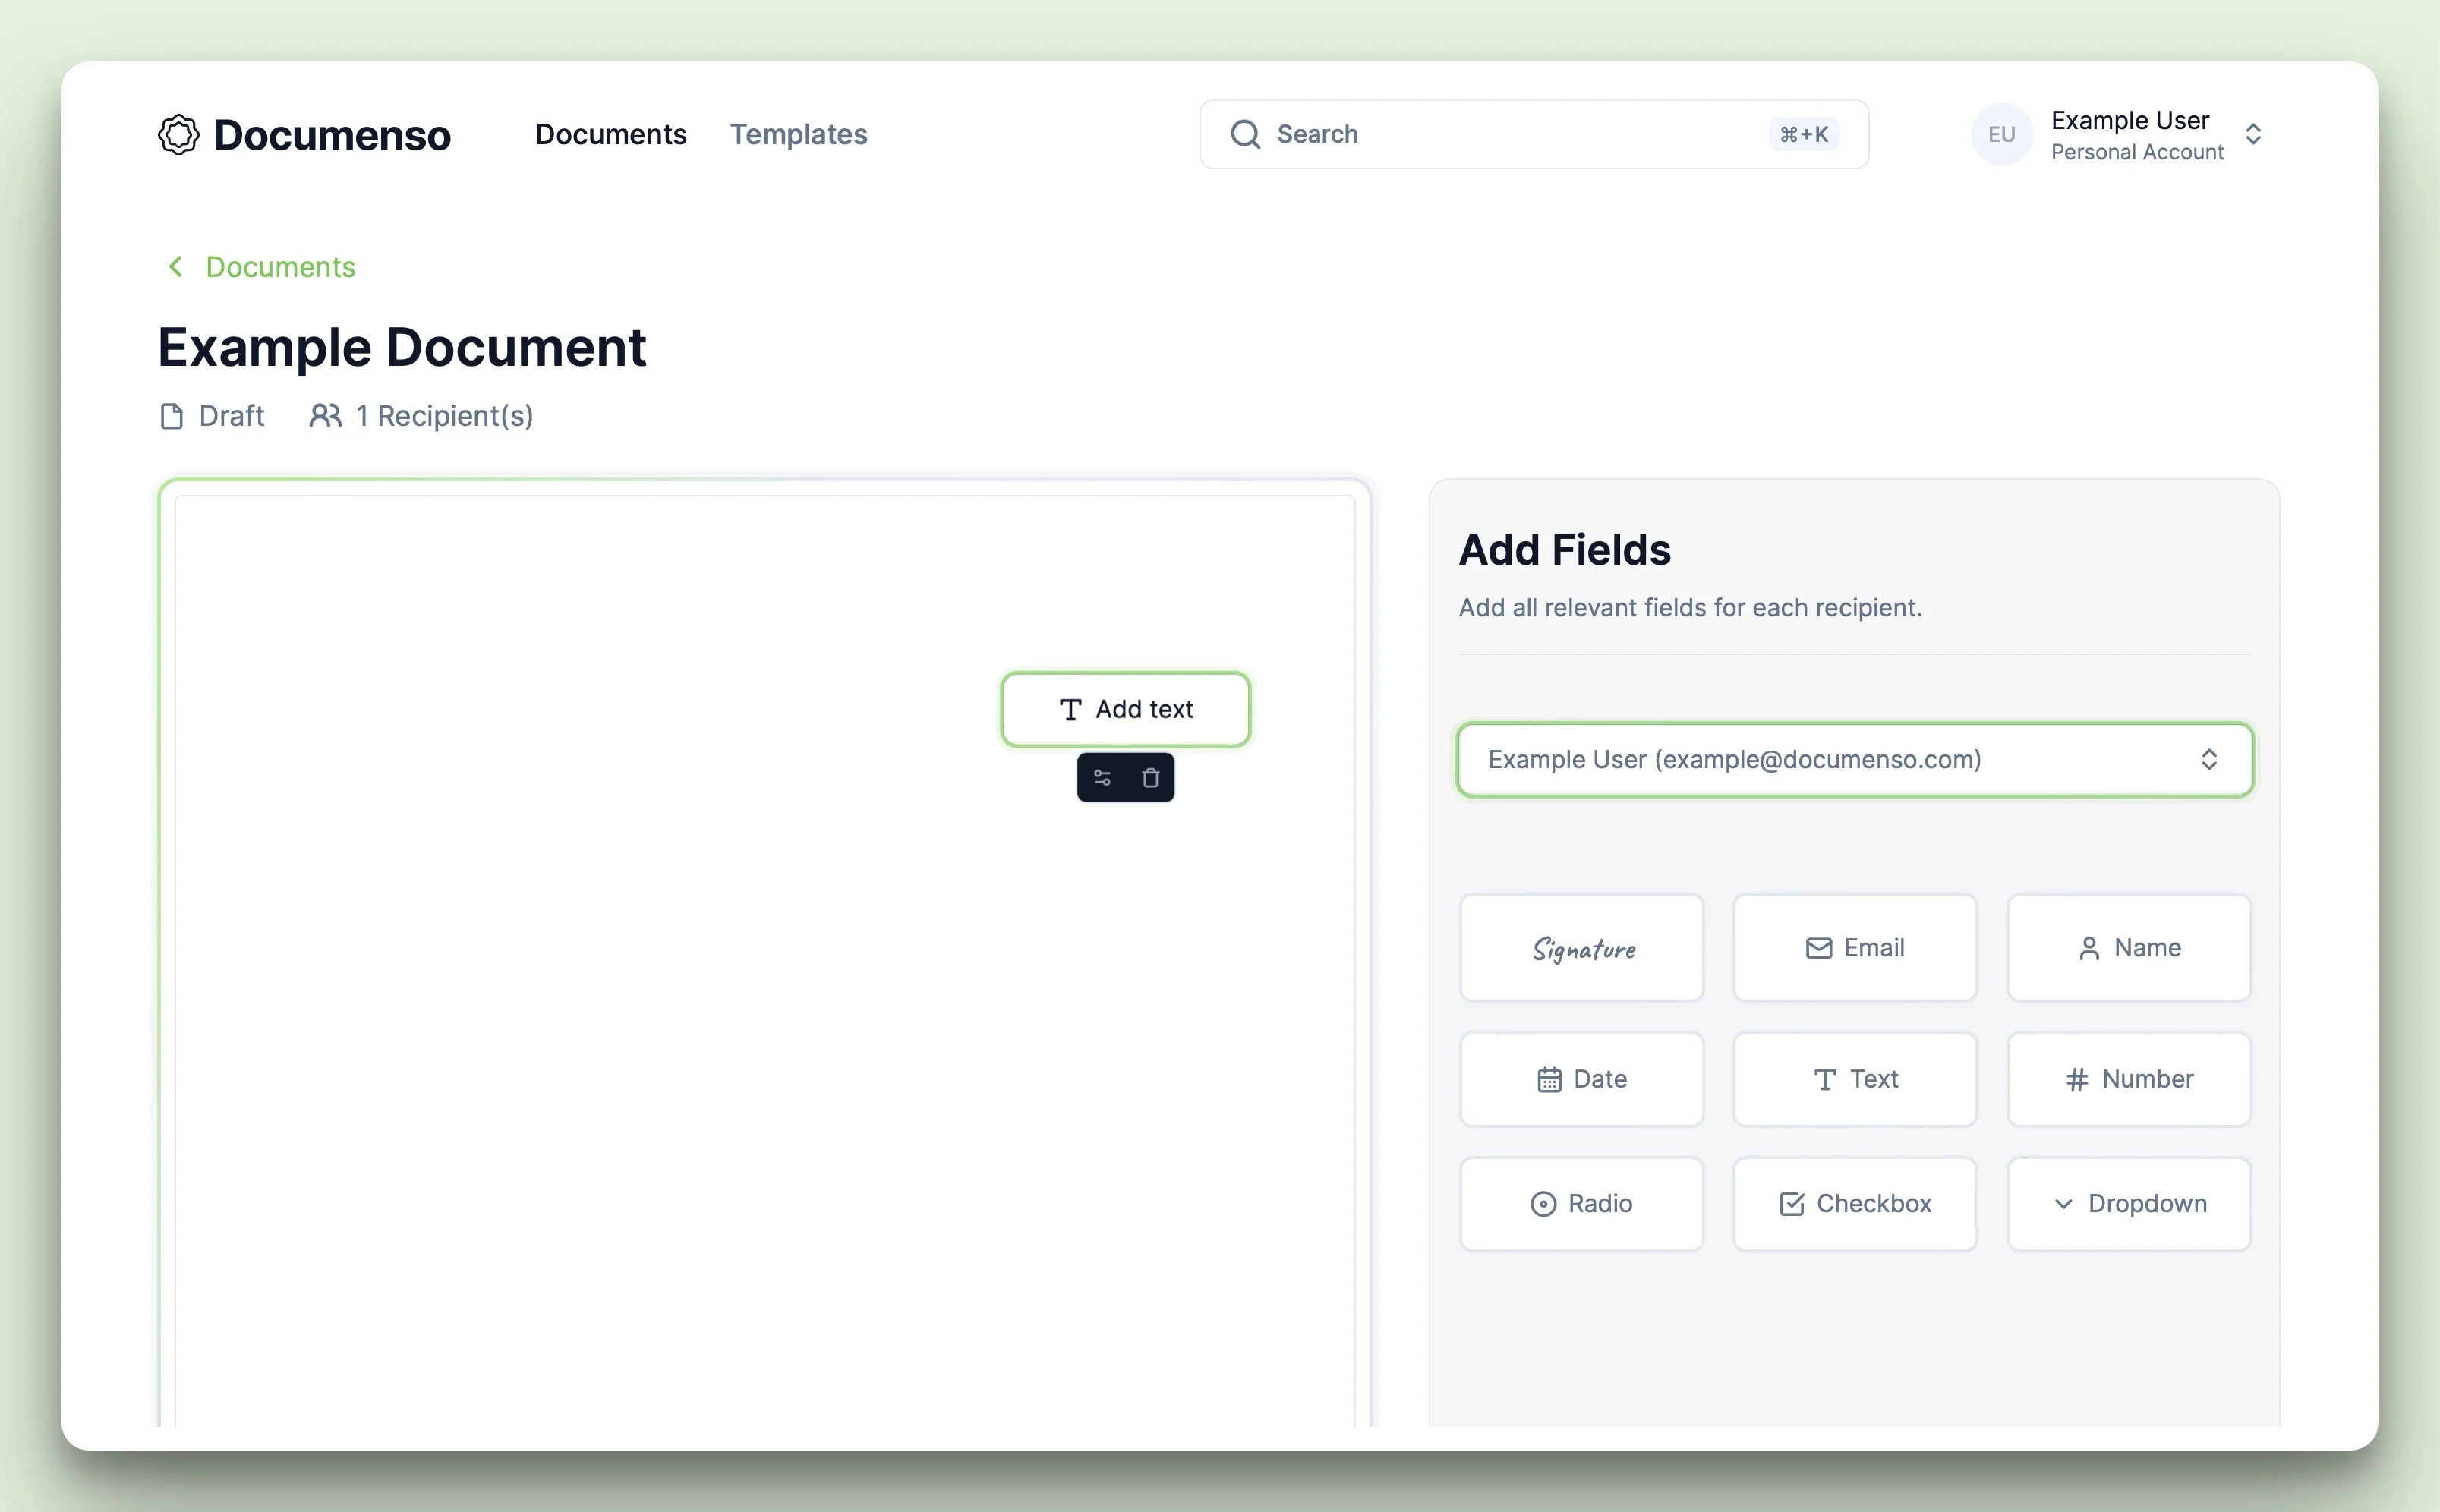 Documenso
Documents
Templates
Search
⌘+K
EU
Example User
Personal Account
Documents
Example Document
Draft
1 Recipient(s)
Add text
Add Fields
Add all relevant fields for each recipient.
Example User (example@documenso.com)
Signature
Email
Name
Date
Text
Number
Radio
Checkbox
Dropdown